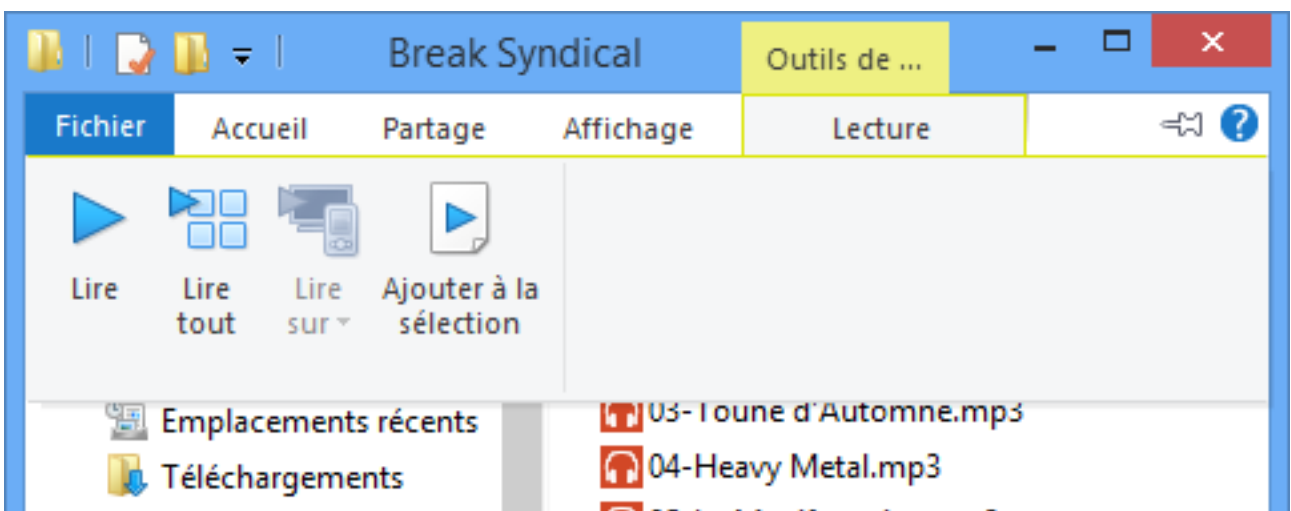 Break Syndical
Outils de ...
Fichier Accueil Partage Affichage Lecture
Lire
Lire tout
Lire sur
Ajouter à la sélection
Emplacements récents
Téléchargements
03-Toune d'Automne.mp3
04-Heavy Metal.mp3